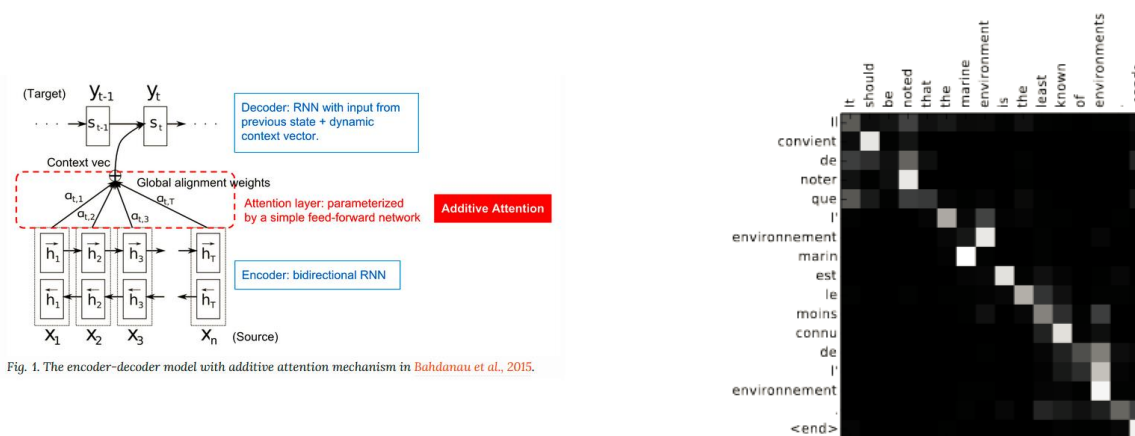 (Target)
yt-1
yt
St-1
St
Decoder: RNN with input from
previous state + dynamic
context vector.
Context vec
Global alignment weights
αt,1
αt,2
αt,3
αt,T
Attention layer: parameterized
by a simple feed-forward network
Additive Attention
h1
h2
h3
hT
Encoder: bidirectional RNN
h1
h2
h3
hT
X1
X2
X3
Xn
(Source)
Fig. 1. The encoder-decoder model with additive attention mechanism in Bahdanau et al., 2015.
It
should
be
noted
that
the
marine
environment
is
the
least
known
of
environments
.
Il
convient
de
noter
que
l'
environnement
marin
est
le
moins
connu
de
l'
environnement
.
<end>